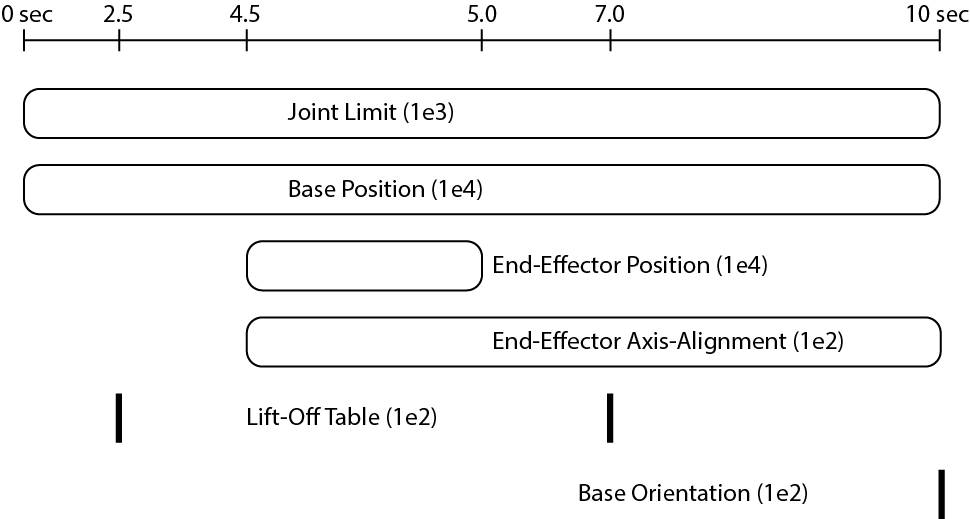 0 sec 2.5 4.5 5.0 7.0 10 sec
Joint Limit (1e3)
Base Position (1e4)
End-Effector Position (1e4)
End-Effector Axis-Alignment (1e2)
Lift-Off Table (1e2)
Base Orientation (1e2)